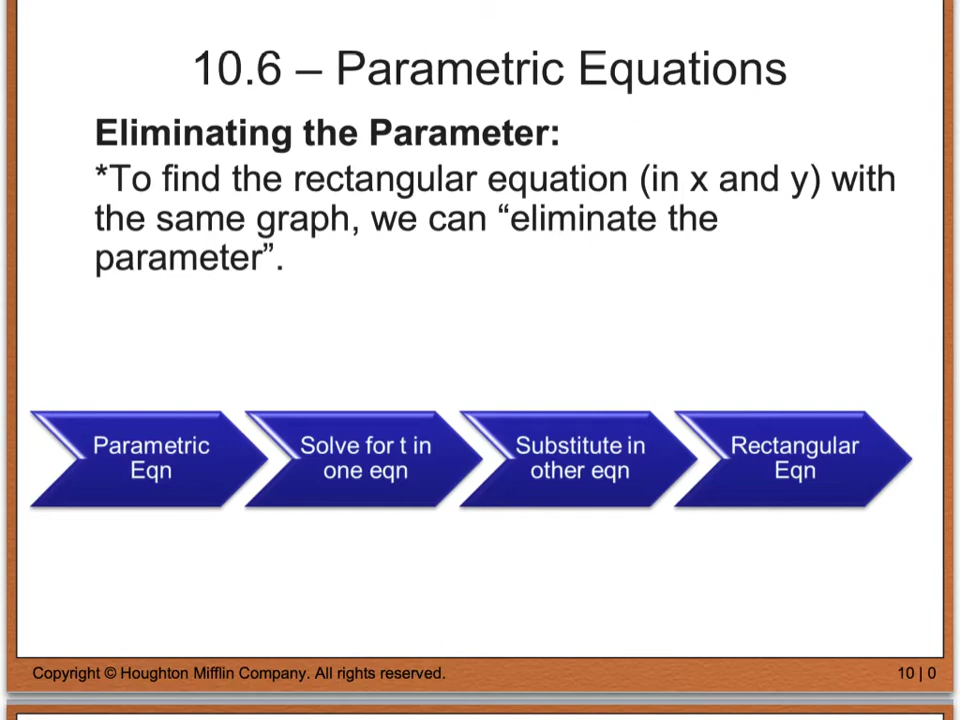 10.6 – Parametric Equations
Eliminating the Parameter:
*To find the rectangular equation (in x and y) with
the same graph, we can “eliminate the
parameter”.
Parametric
Eqn
Solve for t in
one eqn
Substitute in
other eqn
Rectangular
Eqn
Copyright © Houghton Mifflin Company. All rights reserved.
10 | 0